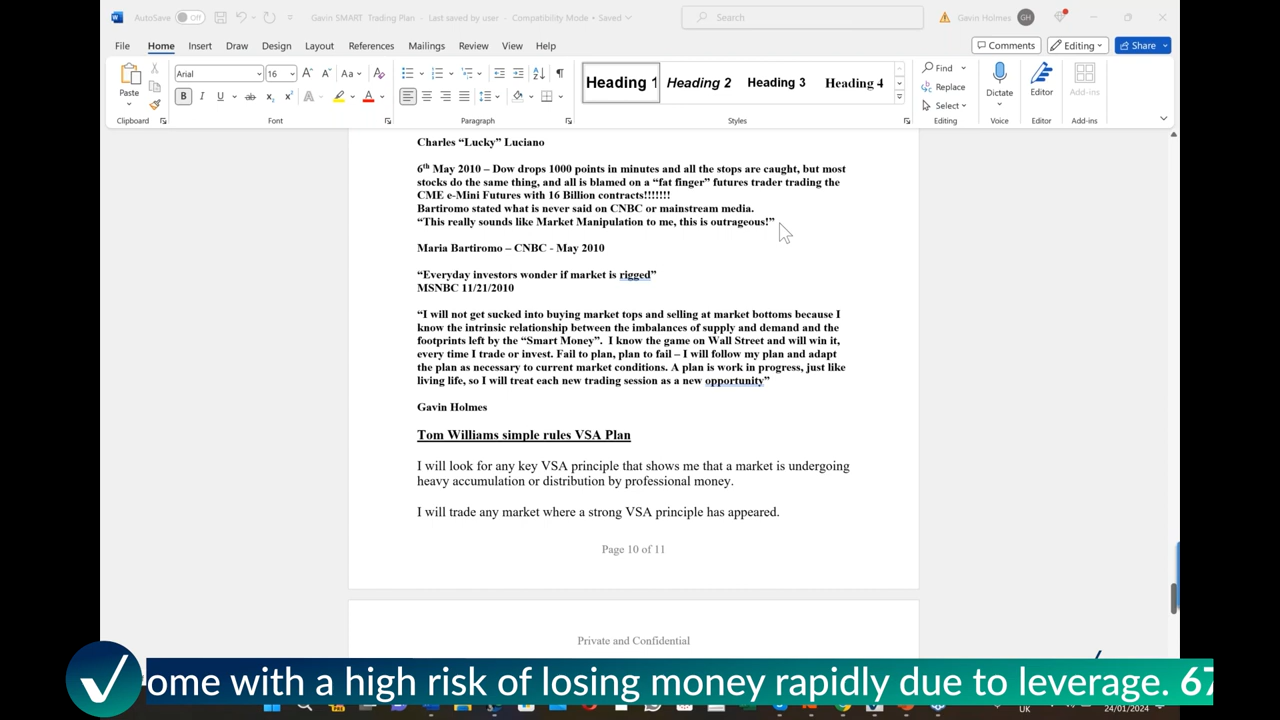 AutoSave Off Gavin SMART Trading Plan - Last saved by user - Compatibility Mode • Saved Search Gavin Holmes GH
File Home Insert Draw Design Layout References Mailings Review View Help Comments Editing Share
Arial 16 Aa Heading 1 Heading 2 Heading 3 Heading 4 Find Replace Select
Paste B I U ab x₂ x² A Dictate Editor Add-ins
Clipboard Font Paragraph Styles Editing Voice Editor Add-ins
Charles “Lucky” Luciano
6th May 2010 – Dow drops 1000 points in minutes and all the stops are caught, but most
stocks do the same thing, and all is blamed on a “fat finger” futures trader trading the
CME e-Mini Futures with 16 Billion contracts!!!!!!!
Bartiromo stated what is never said on CNBC or mainstream media.
“This really sounds like Market Manipulation to me, this is outrageous!”
Maria Bartiromo – CNBC - May 2010
“Everyday investors wonder if market is rigged”
MSNBC 11/21/2010
“I will not get sucked into buying market tops and selling at market bottoms because I
know the intrinsic relationship between the imbalances of supply and demand and the
footprints left by the “Smart Money”. I know the game on Wall Street and will win it,
every time I trade or invest. Fail to plan, plan to fail – I will follow my plan and adapt
the plan as necessary to current market conditions. A plan is work in progress, just like
living life, so I will treat each new trading session as a new opportunity”
Gavin Holmes
Tom Williams simple rules VSA Plan
I will look for any key VSA principle that shows me that a market is undergoing
heavy accumulation or distribution by professional money.
I will trade any market where a strong VSA principle has appeared.
Page 10 of 11
Private and Confidential
ome with a high risk of losing money rapidly due to leverage. 67
UK 24/01/2024